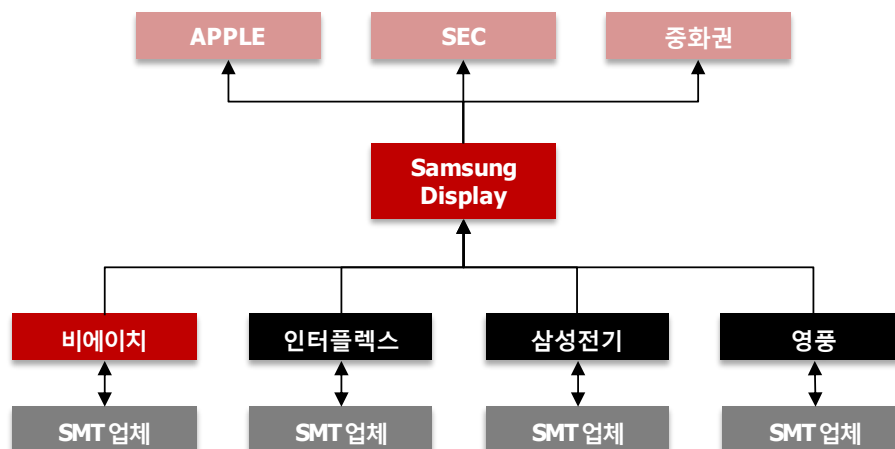 APPLE
SEC
중화권
Samsung
Display
비에이치
인터플렉스
삼성전기
영풍
SMT 업체
SMT 업체
SMT 업체
SMT 업체